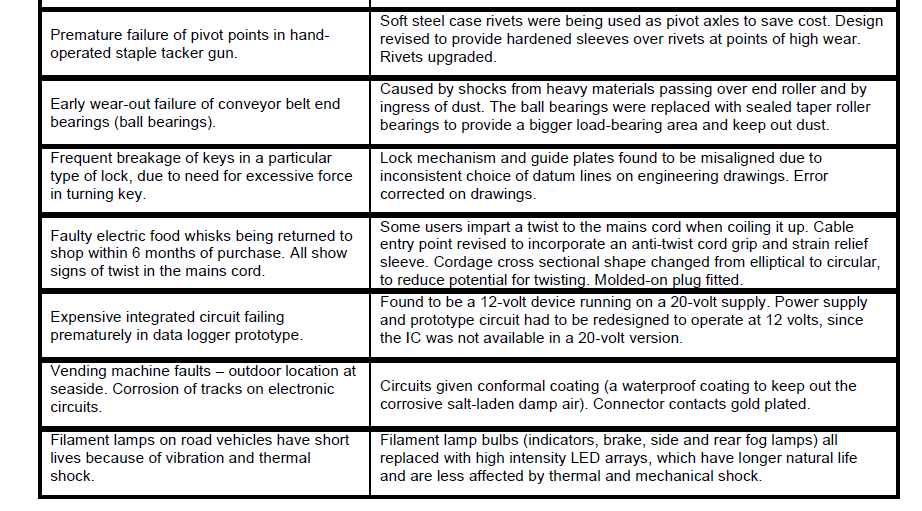 Premature failure of pivot points in hand-
operated staple tacker gun.
Soft steel case rivets were being used as pivot axles to save cost. Design
revised to provide hardened sleeves over rivets at points of high wear.
Rivets upgraded.
Early wear-out failure of conveyor belt end
bearings (ball bearings).
Caused by shocks from heavy materials passing over end roller and by
ingress of dust. The ball bearings were replaced with sealed taper roller
bearings to provide a bigger load-bearing area and keep out dust.
Frequent breakage of keys in a particular
type of lock, due to need for excessive force
in turning key.
Lock mechanism and guide plates found to be misaligned due to
inconsistent choice of datum lines on engineering drawings. Error
corrected on drawings.
Faulty electric food whisks being returned to
shop within 6 months of purchase. All show
signs of twist in the mains cord.
Some users impart a twist to the mains cord when coiling it up. Cable
entry point revised to incorporate an anti-twist cord grip and strain relief
sleeve. Cordage cross sectional shape changed from elliptical to circular,
to reduce potential for twisting. Molded-on plug fitted.
Expensive integrated circuit failing
prematurely in data logger prototype.
Found to be a 12-volt device running on a 20-volt supply. Power supply
and prototype circuit had to be redesigned to operate at 12 volts, since
the IC was not available in a 20-volt version.
Vending machine faults – outdoor location at
seaside. Corrosion of tracks on electronic
circuits.
Circuits given conformal coating (a waterproof coating to keep out the
corrosive salt-laden damp air). Connector contacts gold plated.
Filament lamps on road vehicles have short
lives because of vibration and thermal
shock.
Filament lamp bulbs (indicators, brake, side and rear fog lamps) all
replaced with high intensity LED arrays, which have longer natural life
and are less affected by thermal and mechanical shock.